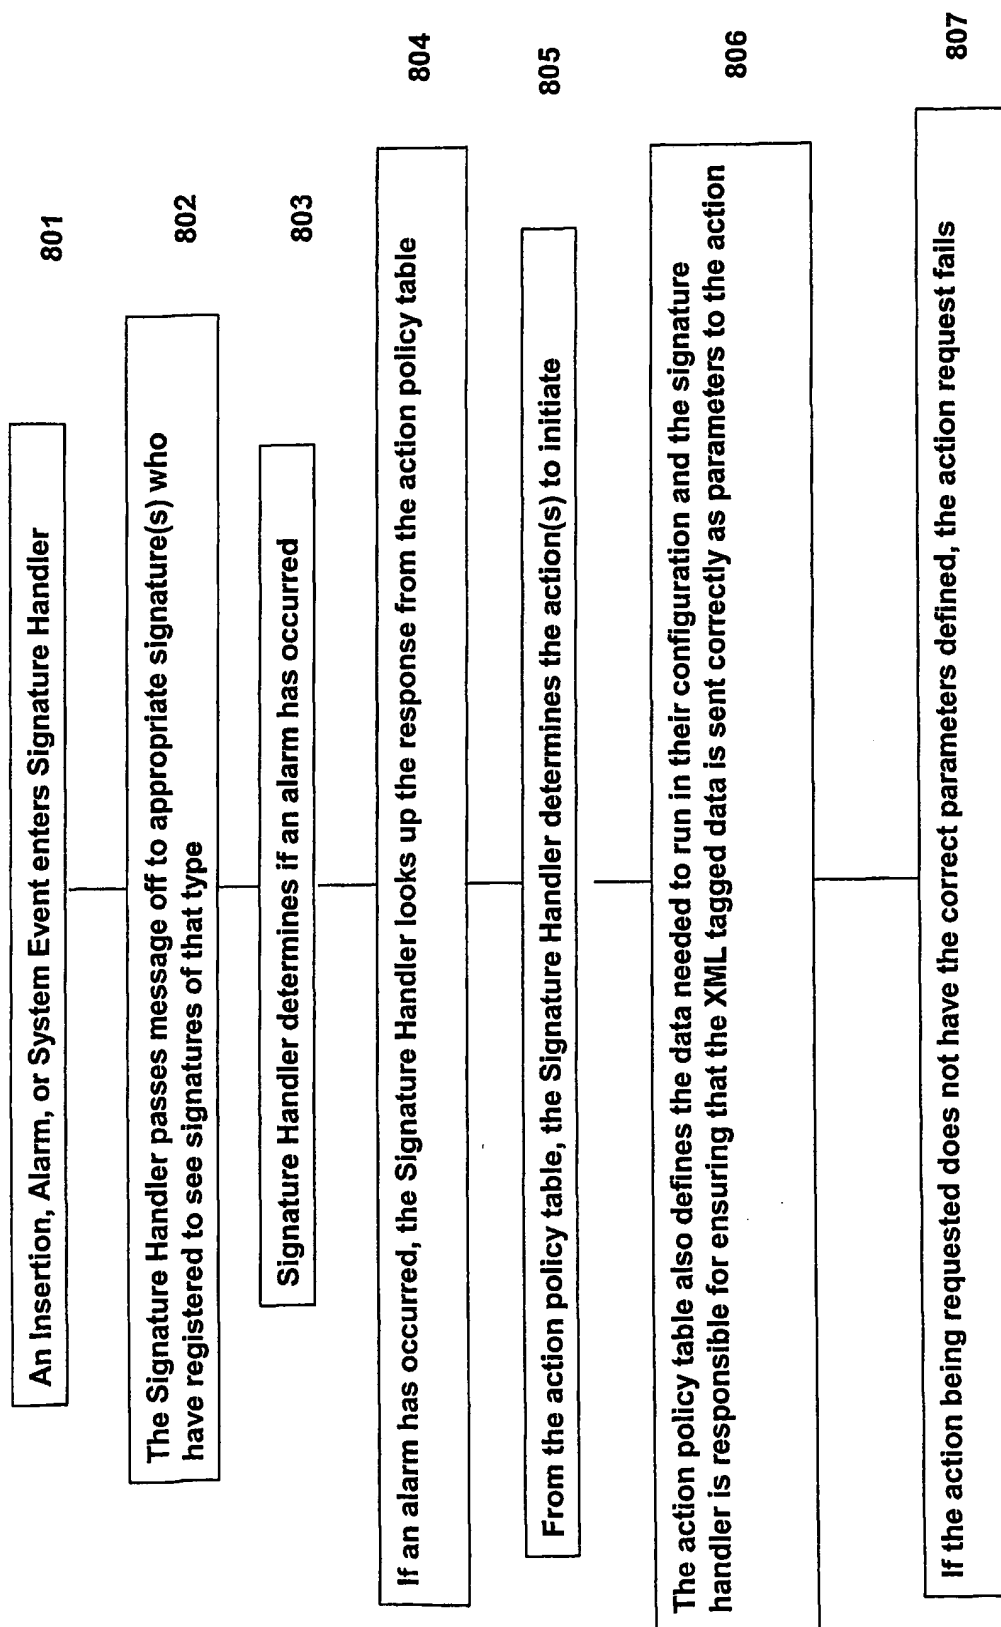 An Insertion, Alarm, or System Event enters Signature Handler
801
The Signature Handler passes message off to appropriate signature(s) who
have registered to see signatures of that type
802
Signature Handler determines if an alarm has occurred
803
If an alarm has occurred, the Signature Handler looks up the response from the action policy table
804
From the action policy table, the Signature Handler determines the action(s) to initiate
805
The action policy table also defines the data needed to run in their configuration and the signature
handler is responsible for ensuring that the XML tagged data is sent correctly as parameters to the action
handler
806
If the action being requested does not have the correct parameters defined, the action request fails
807